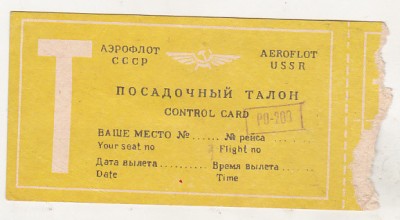 Т
АЭРОФЛОТ AEROFLOT
СССР USSR
ПОСАДОЧНЫЙ ТАЛОН
CONTROL CARD
ВАШЕ МЕСТО №....... № рейса
Your seat no Flight no
Дата вылета........ Время вылета.......
Date Time